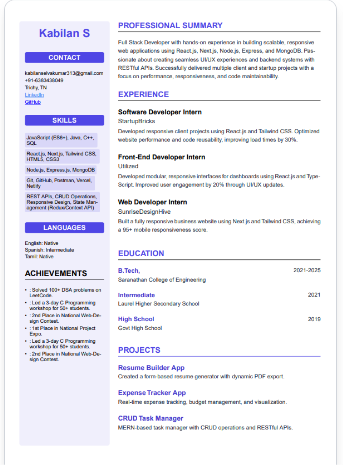 Kabilan S
CONTACT
kabilanselvakumar313@gmail.com
+91-6383438049
Trichy, TN
LinkedIn
GitHub
SKILLS
JavaScript (ES6+), Java, C++,
SQL
React.js, Next.js, Tailwind CSS,
HTML5, CSS3
Node.js, Express.js, MongoDB
Git, GitHub, Postman, Vercel,
Netlify
REST APIs, CRUD Operations,
Responsive Design, State Man-
agement (Redux/Context API)
LANGUAGES
English: Native
Spanish: Intermediate
Tamil: Native
ACHIEVEMENTS
• : Solved 100+ DSA problems on
LeetCode.
• : Led a 3-day C Programming
workshop for 50+ students.
• : 2nd Place in National Web De-
sign Contest.
• : 1st Place in National Project
Expo.
• : Led a 3-day C Programming
workshop for 50+ students.
• : 2nd Place in National Web De-
sign Contest.
PROFESSIONAL SUMMARY
Full Stack Developer with hands-on experience in building scalable, responsive
web applications using React.js, Next.js, Node.js, Express, and MongoDB. Pas-
sionate about creating seamless UI/UX experiences and backend systems with
RESTful APIs. Successfully delivered multiple client and startup projects with a
focus on performance, responsiveness, and code maintainability.
EXPERIENCE
Software Developer Intern
StartupBricks
Developed responsive client projects using React.js and Tailwind CSS. Optimized
website performance and code reusability, improving load times by 30%.
Front-End Developer Intern
Utilized
Developed modular, responsive interfaces for dashboards using React.js and Type-
Script. Improved user engagement by 20% through UI/UX updates.
Web Developer Intern
SunriseDesignHive
Built a fully responsive business website using Next.js and Tailwind CSS, achieving
a 95+ mobile responsiveness score.
EDUCATION
B.Tech, 2021-2025
Saranathan College of Engineering
Intermediate 2021
Laurel Higher Secondary School
High School 2019
Govt High School
PROJECTS
Resume Builder App
Created a form based resume generator with dynamic PDF export.
Expense Tracker App
Real-time expense tracking, budget management, and visualization.
CRUD Task Manager
MERN-based task manager with CRUD operations and RESTful APIs.